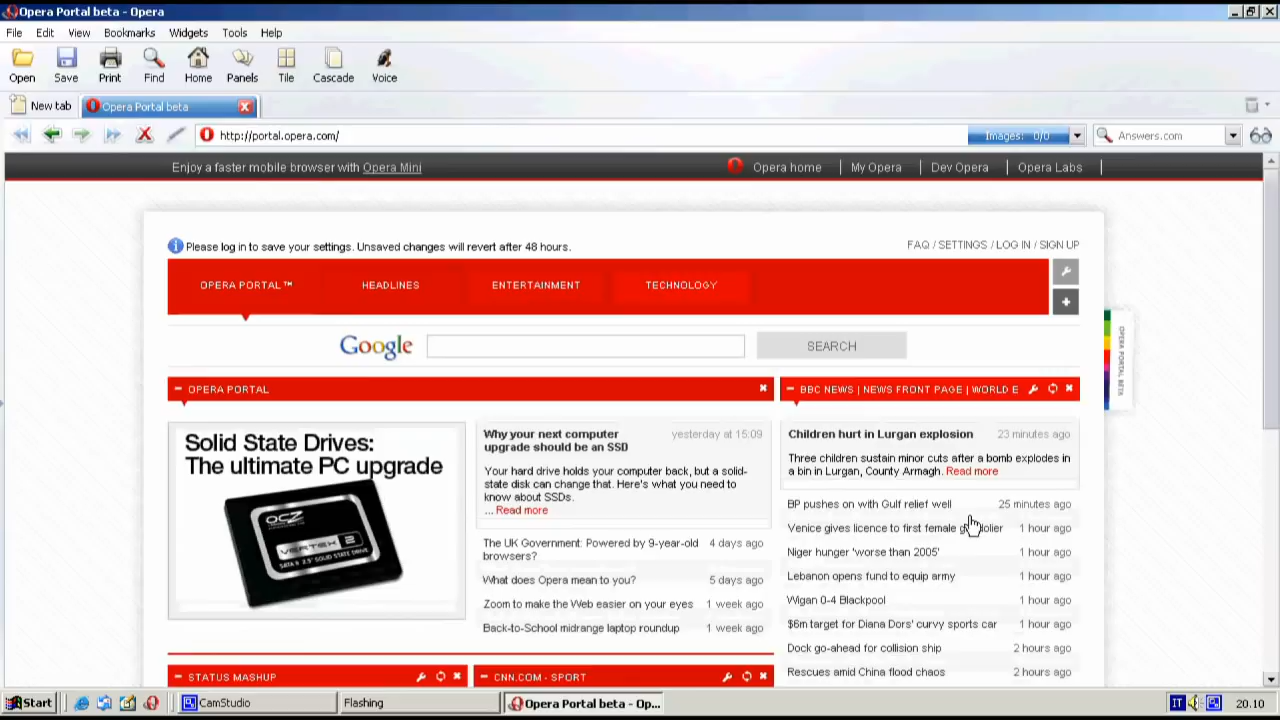 Opera Portal beta - Opera
File Edit View Bookmarks Widgets Tools Help
Open Save Print Find Home Panels Tile Cascade Voice
New tab Opera Portal beta
http://portal.opera.com/ Images: 0/0 Answers.com
Enjoy a faster mobile browser with Opera Mini Opera home My Opera Dev Opera Opera Labs
Please log in to save your settings. Unsaved changes will revert after 48 hours. FAQ / SETTINGS / LOG IN / SIGN UP
OPERA PORTAL™ HEADLINES ENTERTAINMENT TECHNOLOGY
Google SEARCH
OPERA PORTAL, BETA
OPERA PORTAL
Solid State Drives:
The ultimate PC upgrade
OCZ
VERTEX 2
SATA II 2.5" SOLID STATE DRIVE
Why your next computer yesterday at 15:09
upgrade should be an SSD
Your hard drive holds your computer back, but a solid-
state disk can change that. Here's what you need to
know about SSDs.
... Read more
The UK Government: Powered by 9-year-old 4 days ago
browsers?
What does Opera mean to you? 5 days ago
Zoom to make the Web easier on your eyes 1 week ago
Back-to-School midrange laptop roundup 1 week ago
BBC NEWS | NEWS FRONT PAGE | WORLD E
Children hurt in Lurgan explosion 23 minutes ago
Three children sustain minor cuts after a bomb explodes in
a bin in Lurgan, County Armagh. Read more
BP pushes on with Gulf relief well 25 minutes ago
Venice gives licence to first female 1 hour ago
Niger hunger 'worse than 2005' 1 hour ago
Lebanon opens fund to equip army 1 hour ago
Wigan 0-4 Blackpool 1 hour ago
$6m target for Diana Dors' curvy sports car 1 hour ago
Dock go-ahead for collision ship 2 hours ago
Rescues amid China flood chaos 2 hours ago
STATUS MASHUP CNN.COM - SPORT
Start CamStudio Flashing Opera Portal beta - Op... IT 20.10